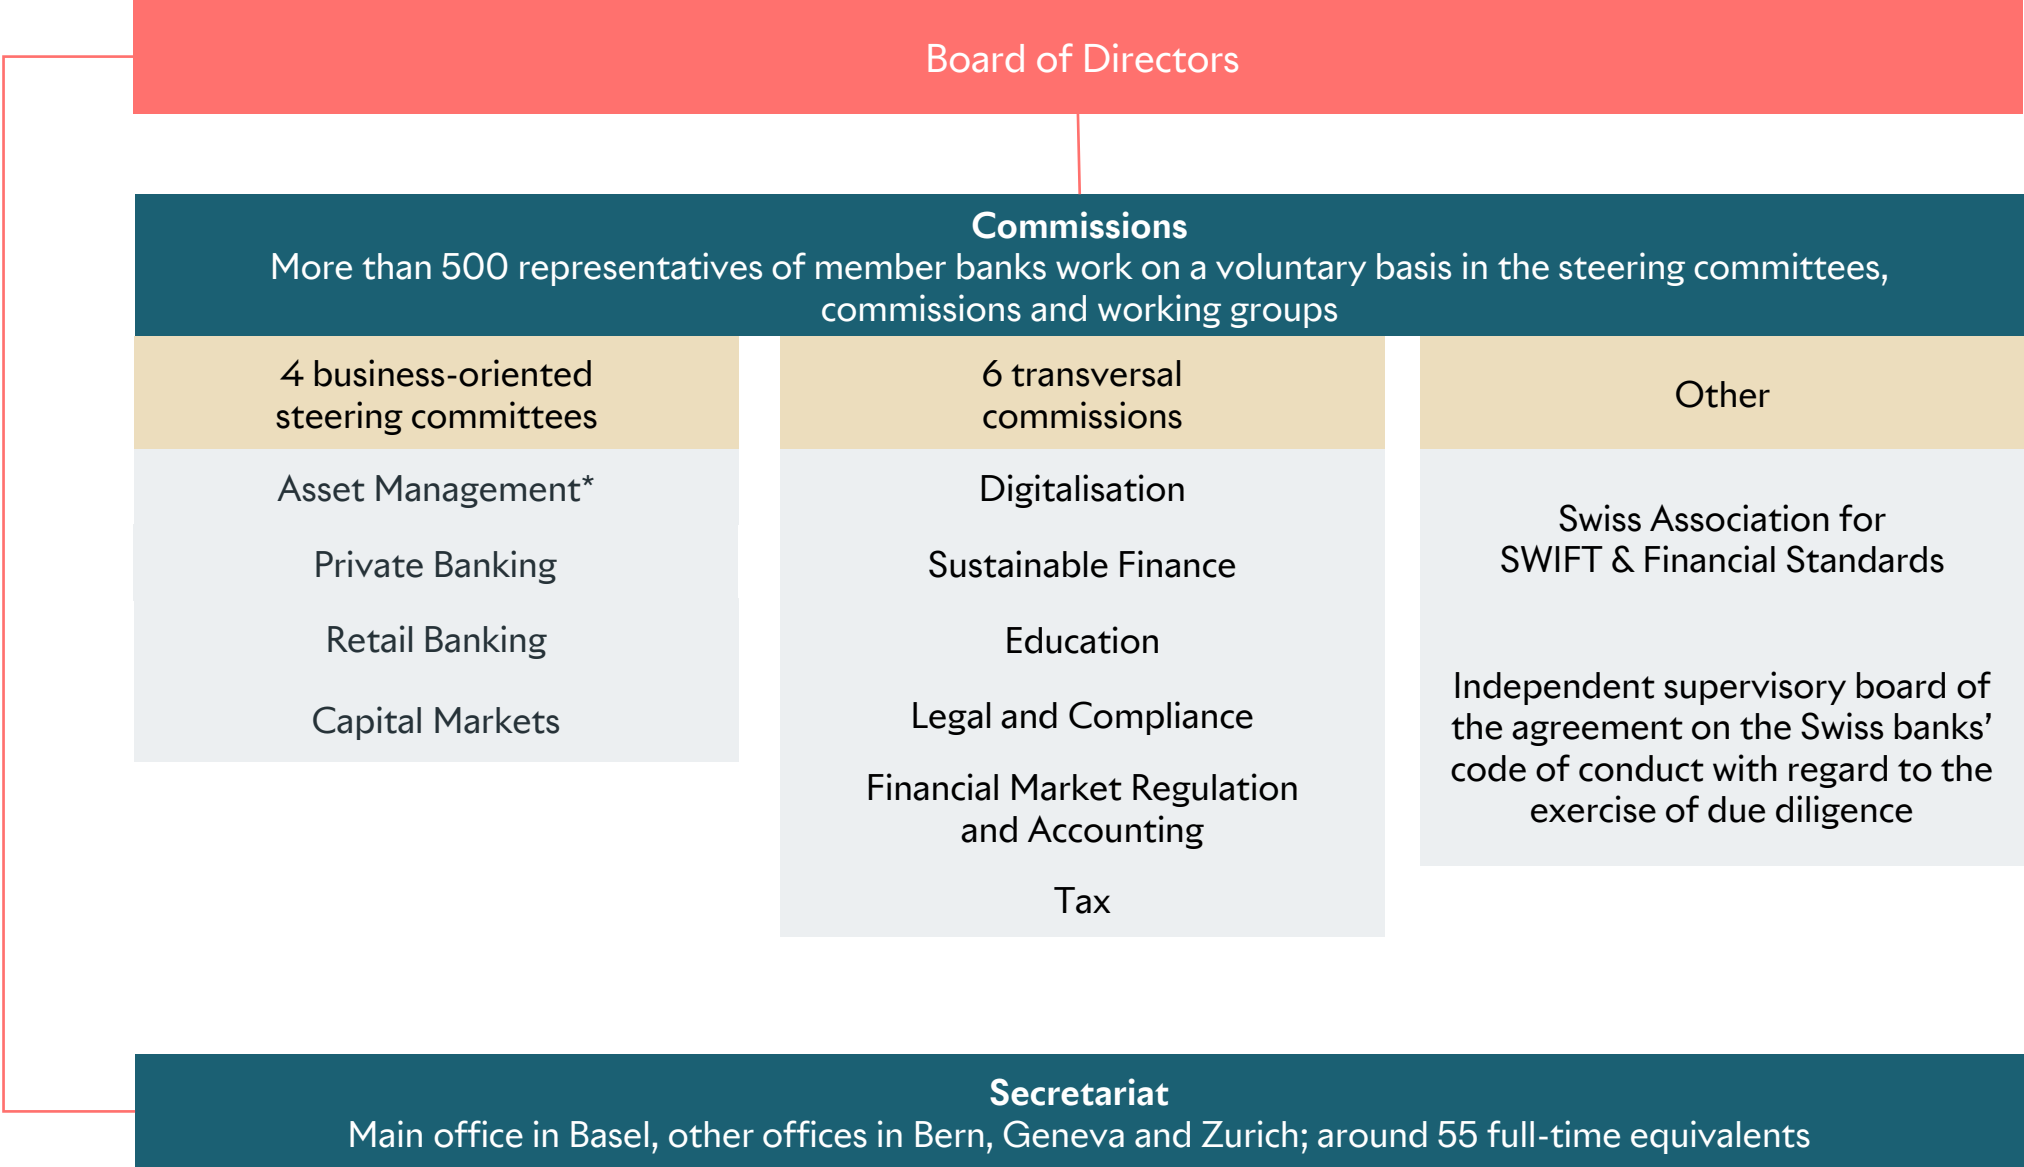 Board of Directors
Commissions
More than 500 representatives of member banks work on a voluntary basis in the steering committees,
commissions and working groups
4 business-oriented
steering committees
Asset Management*
Private Banking
Retail Banking
Capital Markets
6 transversal
commissions
Digitalisation
Sustainable Finance
Education
Legal and Compliance
Financial Market Regulation
and Accounting
Tax
Other
Swiss Association for
SWIFT & Financial Standards
Independent supervisory board of
the agreement on the Swiss banks’
code of conduct with regard to the
exercise of due diligence
Secretariat
Main office in Basel, other offices in Bern, Geneva and Zurich; around 55 full-time equivalents